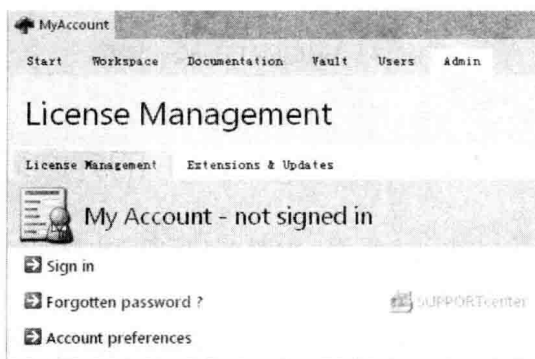 MyAccount
Start Workspace Documentation Vault Users Admin
License Management
License Management Extensions & Updates
My Account - not signed in
Sign in
Forgotten password ?
SUPPORTcenter
Account preferences